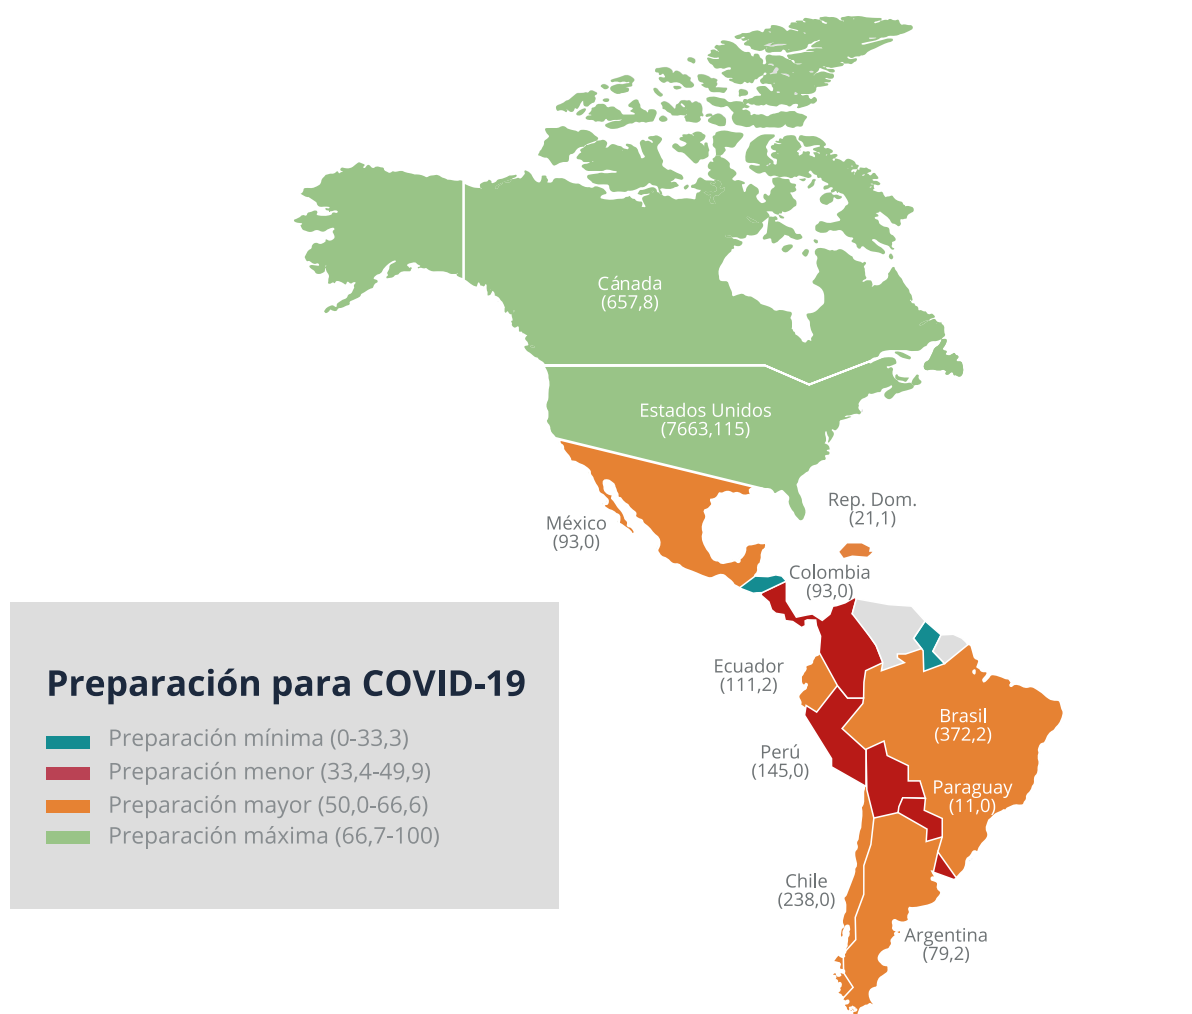 Cánada
(657,8)
Estados Unidos
(7663,115)
Rep. Dom.
(21,1)
México
(93,0)
Colombia
(93,0)
Ecuador
(111,2)
Brasil
(372,2)
Perú
(145,0)
Paraguay
(11,0)
Chile
(238,0)
Argentina
(79,2)
Preparación para COVID-19
Preparación mínima (0-33,3)
Preparación menor (33,4-49,9)
Preparación mayor (50,0-66,6)
Preparación máxima (66,7-100)